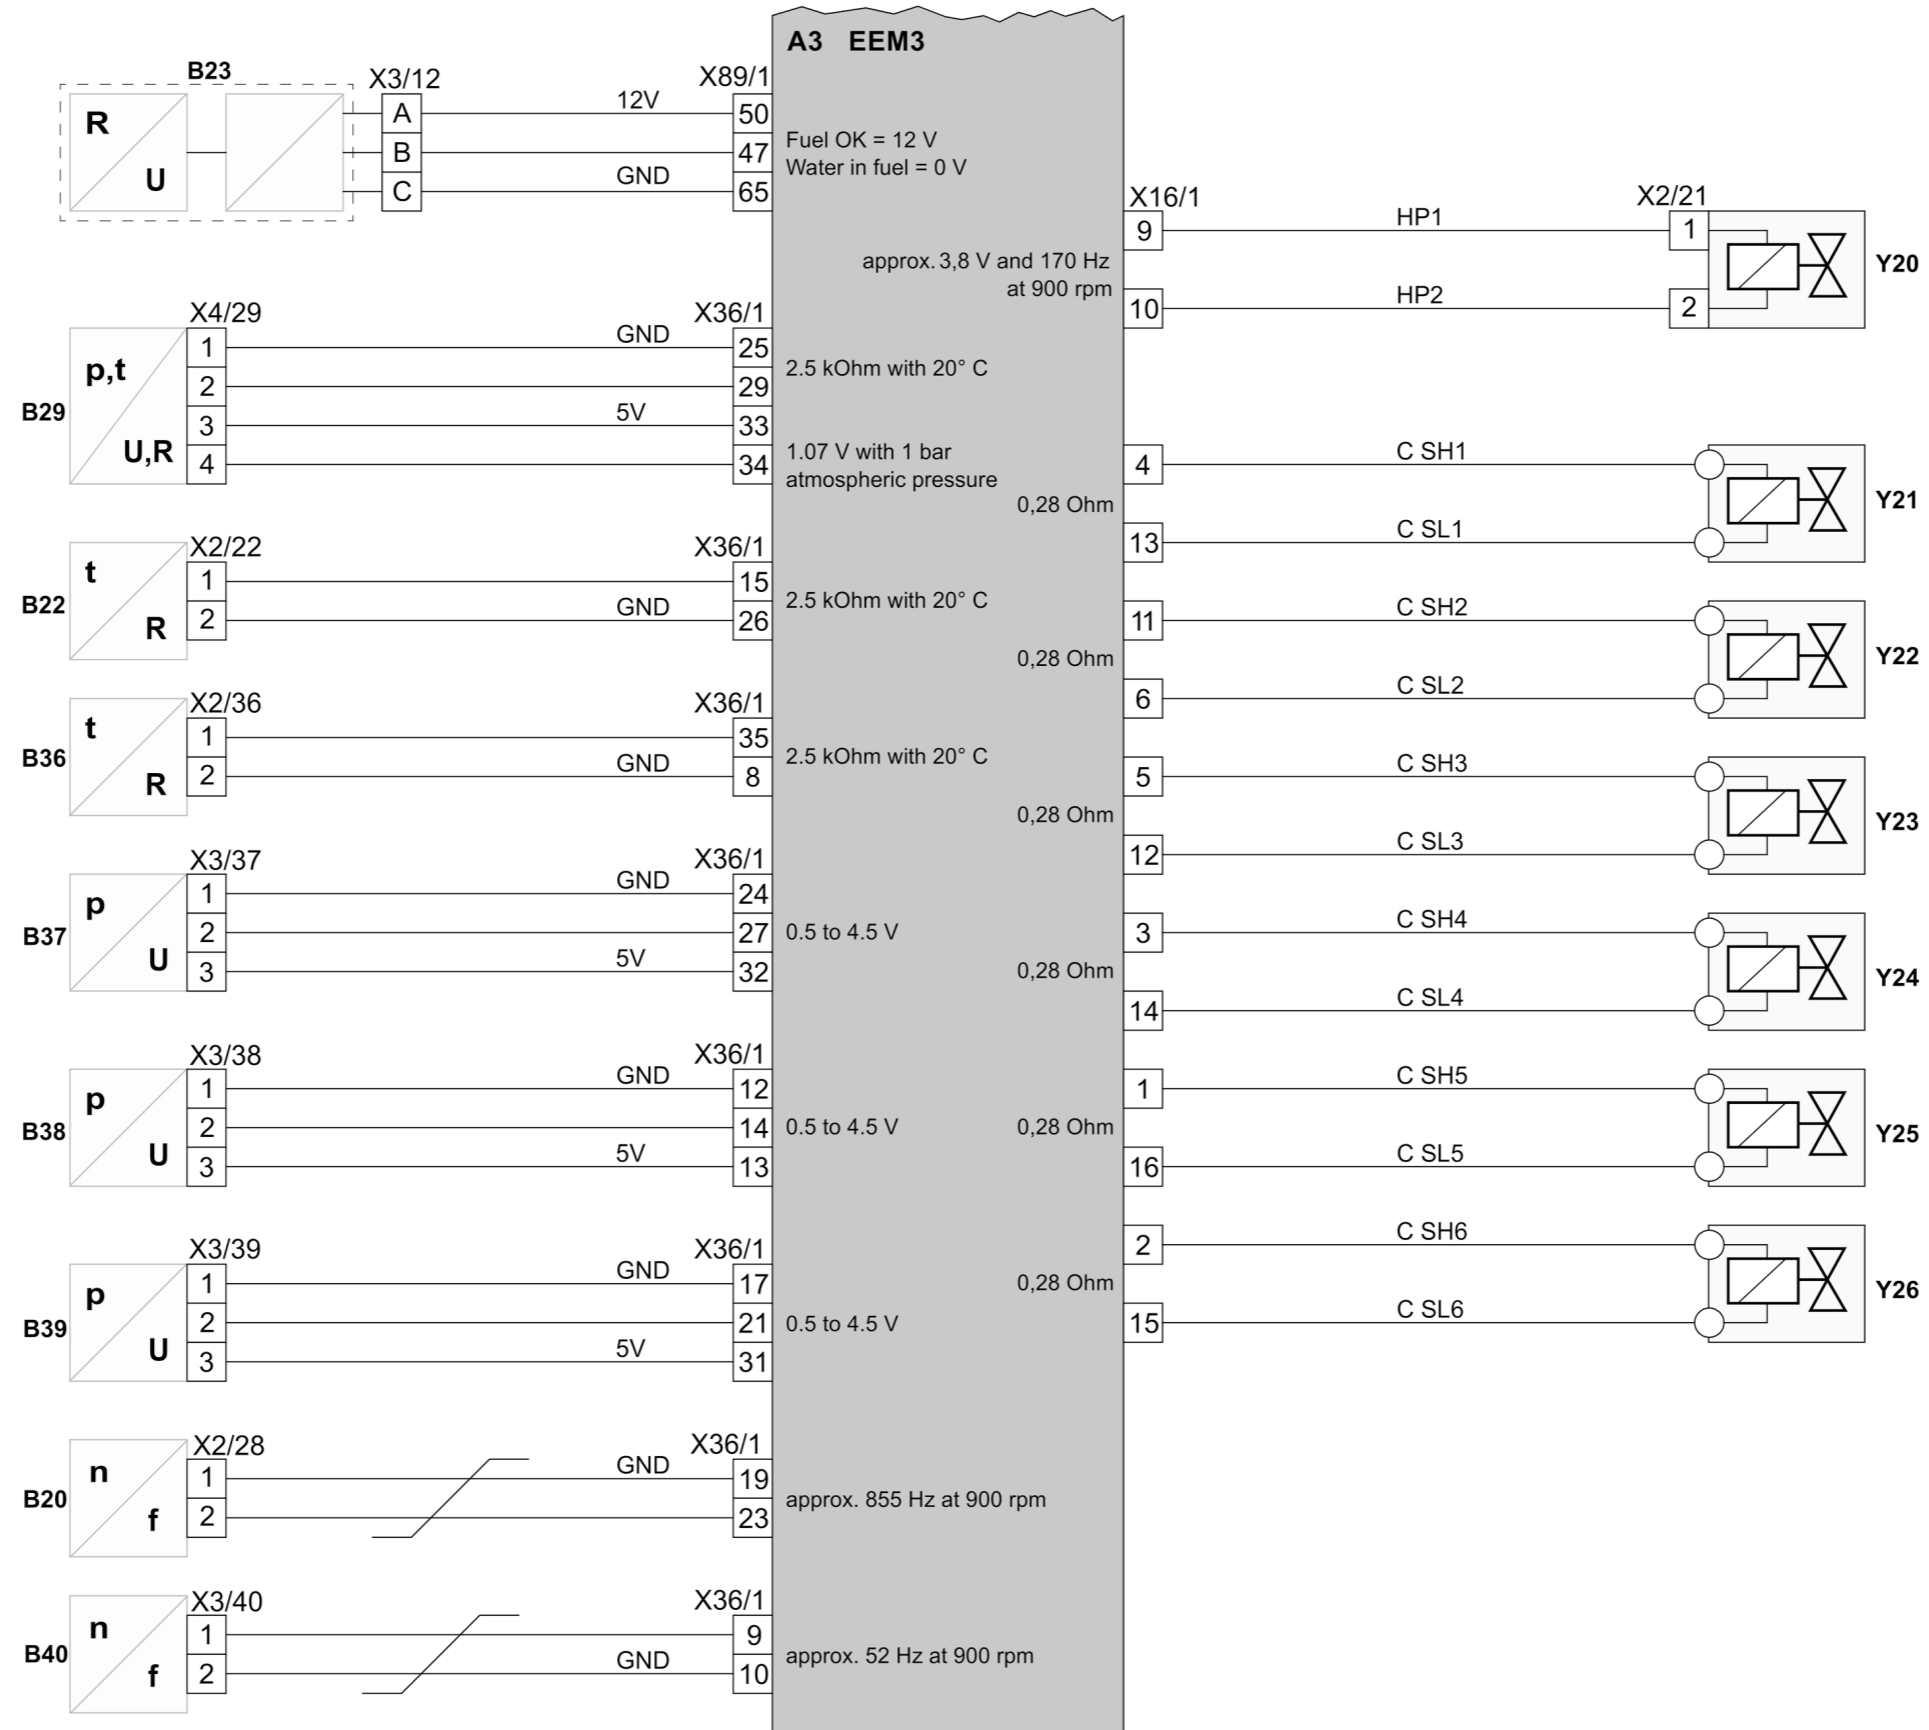 A3 EEM3
B23
X3/12
X89/1
R
U
A
12V
50
B
47
C
GND
65
Fuel OK = 12 V
Water in fuel = 0 V
X16/1
X2/21
9
HP1
1
approx. 3,8 V and 170 Hz
at 900 rpm
10
HP2
2
Y20
B29
X4/29
X36/1
p,t
U,R
1
GND
25
2
29
3
5V
33
4
34
2.5 kOhm with 20° C
1.07 V with 1 bar
atmospheric pressure
4
C SH1
0,28 Ohm
13
C SL1
Y21
B22
X2/22
X36/1
t
R
1
15
2
GND
26
2.5 kOhm with 20° C
11
C SH2
0,28 Ohm
6
C SL2
Y22
B36
X2/36
X36/1
t
R
1
35
2
GND
8
2.5 kOhm with 20° C
5
C SH3
0,28 Ohm
12
C SL3
Y23
B37
X3/37
X36/1
p
U
1
GND
24
2
27
3
5V
32
0.5 to 4.5 V
3
C SH4
0,28 Ohm
14
C SL4
Y24
B38
X3/38
X36/1
p
U
1
GND
12
2
14
3
5V
13
0.5 to 4.5 V
1
C SH5
0,28 Ohm
16
C SL5
Y25
B39
X3/39
X36/1
p
U
1
GND
17
2
21
3
5V
31
0.5 to 4.5 V
2
C SH6
0,28 Ohm
15
C SL6
Y26
B20
X2/28
X36/1
n
f
1
GND
19
2
23
approx. 855 Hz at 900 rpm
B40
X3/40
X36/1
n
f
1
9
2
GND
10
approx. 52 Hz at 900 rpm